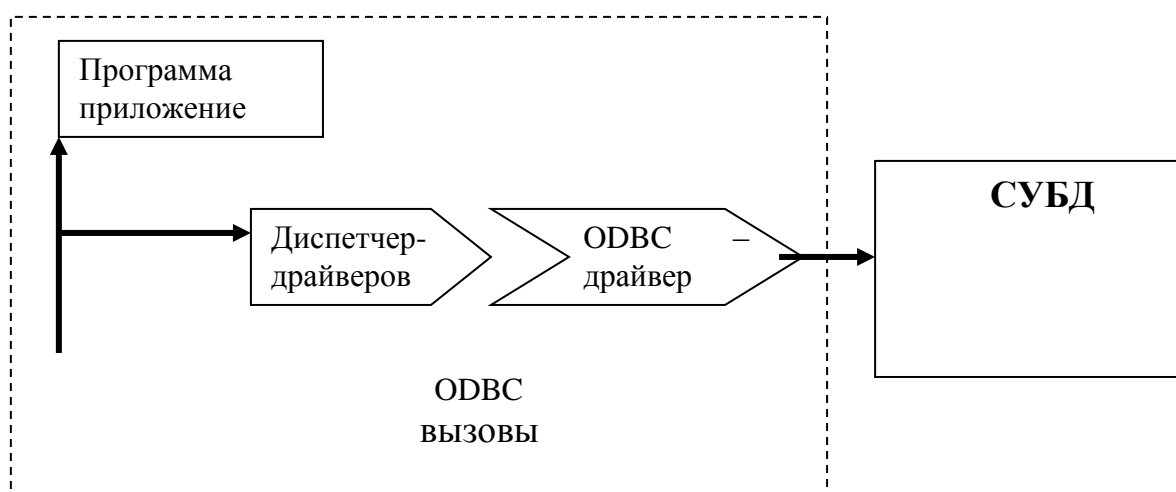 Программа
приложение
СУБД
Диспетчер-
драйверов
ODBC –
драйвер
ODBC
вызовы